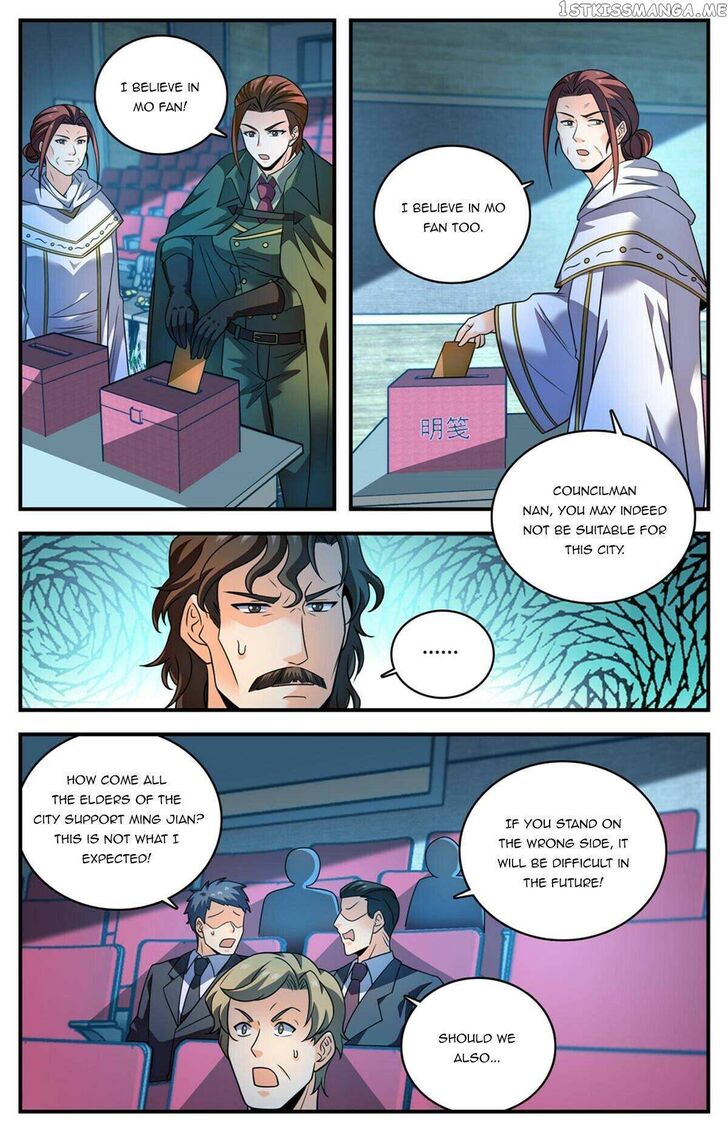 1STKISSMANGA.ME
I BELIEVE IN
MO FAN!
I BELIEVE IN MO
FAN TOO.
明笺
COUNCILMAN
NAN, YOU MAY INDEED
NOT BE SUITABLE FOR
THIS CITY.
......
HOW COME ALL
THE ELDERS OF THE
CITY SUPPORT MING JIAN?
THIS IS NOT WHAT I
EXPECTED!
IF YOU STAND ON
THE WRONG SIDE, IT
WILL BE DIFFICULT IN
THE FUTURE!
SHOULD WE
ALSO...